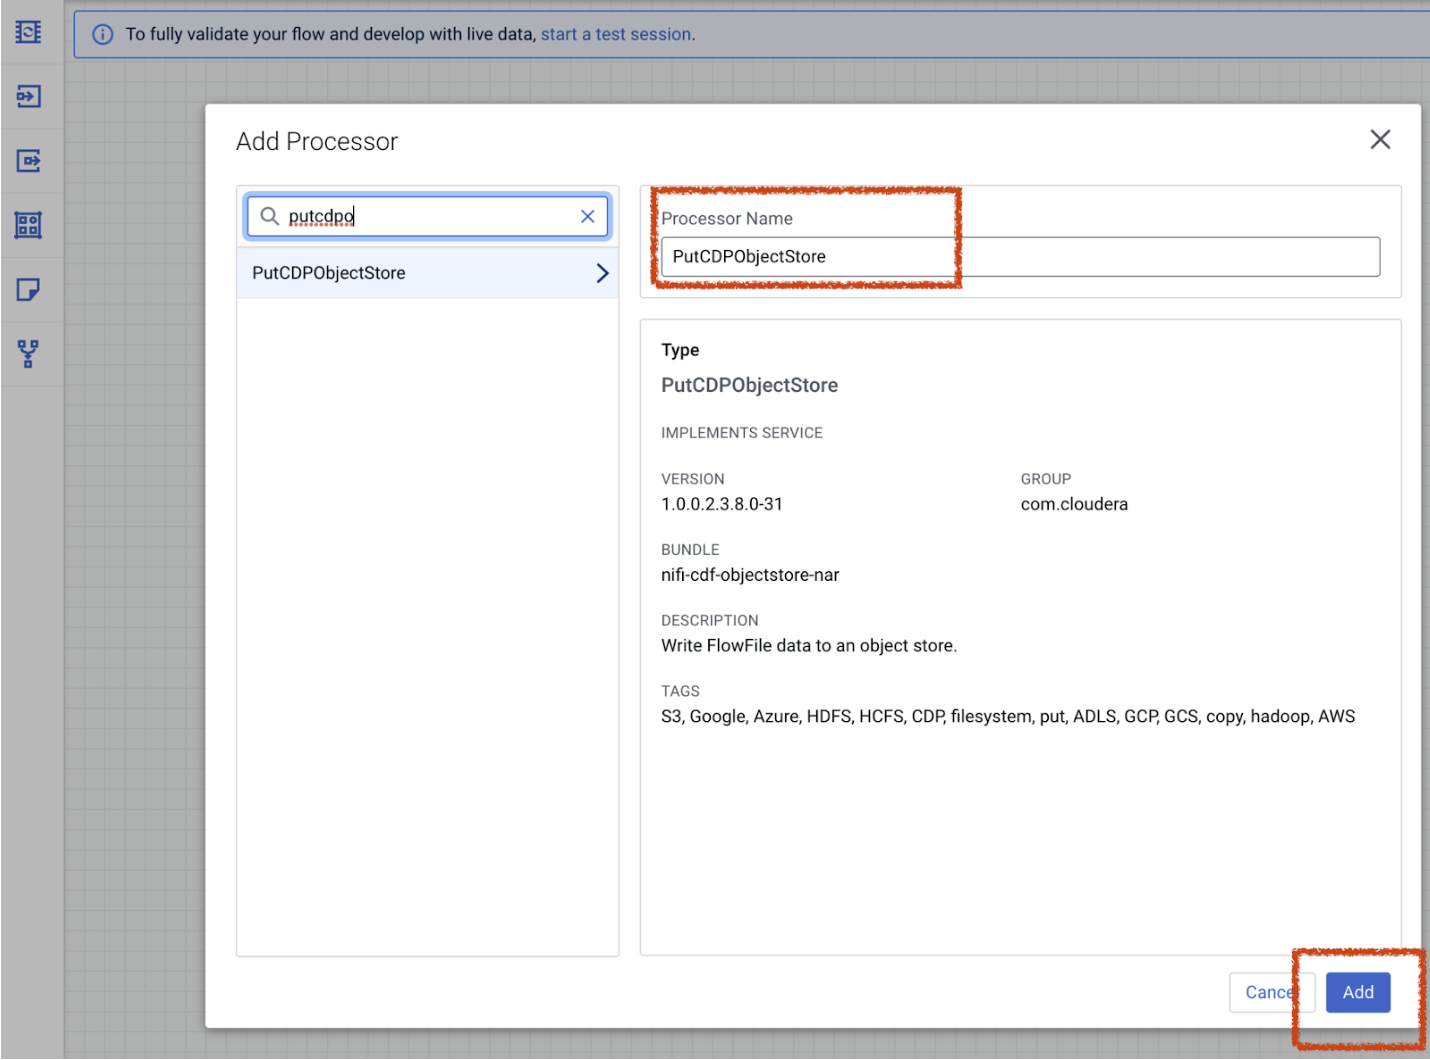 To fully validate your flow and develop with live data, start a test session.
Add Processor
putcdpo
PutCDPObjectStore
Processor Name
PutCDPObjectStore
Type
PutCDPObjectStore
IMPLEMENTS SERVICE
VERSION
GROUP
1.0.0.2.3.8.0-31
com.cloudera
BUNDLE
nifi-cdf-objectstore-nar
DESCRIPTION
Write FlowFile data to an object store.
TAGS
S3, Google, Azure, HDFS, HCFS, CDP, filesystem, put, ADLS, GCP, GCS, copy, hadoop, AWS
Cancel
Add